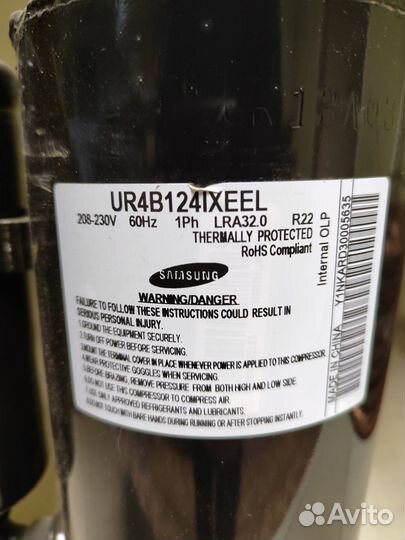 UR4B124IXEEL
208-230V 60Hz 1Ph LRA32.0 R.22
THERMALLY PROTECTED
RoHS Compliant
SAMSUNG
WARNING/DANGER
FAILURE TO FOLLOW THESE INSTRUCTIONS COULD RESULT IN
SERIOUS PERSONAL INJURY.
1.GROUND THE EQUIPMENT SECURELY.
2.TURN OFF POWER BEFORE SERVICING.
3.MOUNT THE TERMINAL COVER IN PLACE WHENEVER POWER IS APPLIED TO THIS COMPRESSOR
4.WEAR PROTECTIVE GOGGLES WHEN SERVICING.
5.BEFORE BRAZING, REMOVE PRESSURE FROM BOTH HIGH AND LOW SIDE.
6.DO NOT USE THIS COMPRESSOR TO COMPRESS AIR.
7.USE ONLY APPROVED REFRIGERANTS AND LUBRICANTS.
DO NOT TOUCH WITH BARE HANDS DURING RUNNING OR AFTER STOPPING INSTANTLY.
Internal OLP
Y1NKARD30005635
MADE IN CHINA
Avito